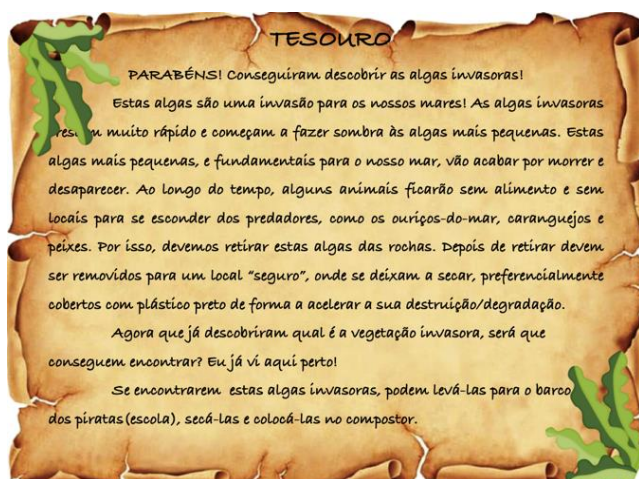 TESOURO
PARABÉNS! Conseguiram descobrir as algas invasoras!
Estas algas são uma invasão para os nossos mares! As algas invasoras
crescem muito rápido e começam a fazer sombra às algas mais pequenas. Estas
algas mais pequenas, e fundamentais para o nosso mar, vão acabar por morrer e
desaparecer. Ao longo do tempo, alguns animais ficarão sem alimento e sem
locais para se esconder dos predadores, como os ouriços-do-mar, caranguejos e
peixes. Por isso, devemos retirar estas algas das rochas. Depois de retirar devem
ser removidos para um local "seguro", onde se deixam a secar, preferencialmente
cobertos com plástico preto de forma a acelerar a sua destruição/degradação.
Agora que já descobriram qual é a vegetação invasora, será que
conseguem encontrar? Eu já vi aqui perto!
Se encontrarem estas algas invasoras, podem levá-las para o barco
dos piratas(escola), secá-las e colocá-las no compostor.